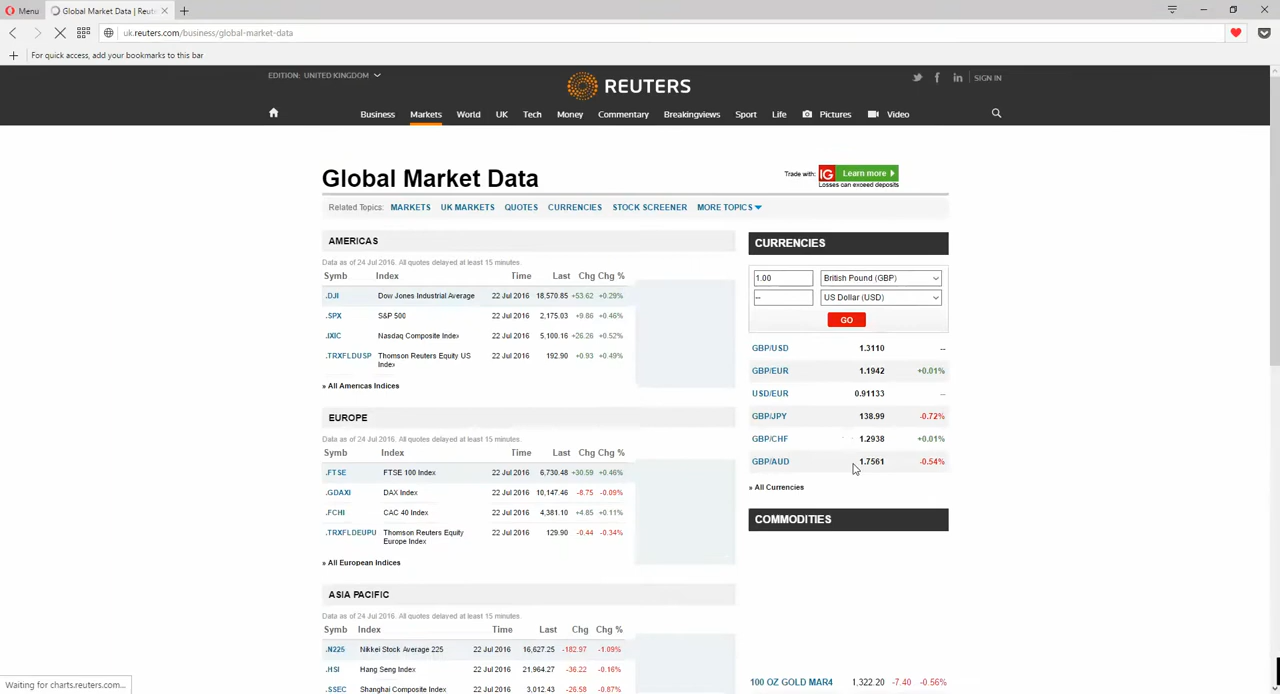 Menu
Global Market Data | Reut
uk.reuters.com/business/global-market-data
For quick access, add your bookmarks to this bar
EDITION: UNITED KINGDOM
REUTERS
SIGN IN
Business Markets World UK Tech Money Commentary Breakingviews Sport Life Pictures Video
Global Market Data
Trade with: IG Learn more
Losses can exceed deposits
Related Topics: MARKETS UK MARKETS QUOTES CURRENCIES STOCK SCREENER MORE TOPICS
AMERICAS
Data as of 24 Jul 2016. All quotes delayed at least 15 minutes.
Symb Index Time Last Chg Chg %
.DJI Dow Jones Industrial Average 22 Jul 2016 18,570.85 +53.62 +0.29%
.SPX S&P 500 22 Jul 2016 2,175.03 +9.86 +0.46%
.IXIC Nasdaq Composite Index 22 Jul 2016 5,100.16 +26.26 +0.52%
.TRXFLDUSP Thomson Reuters Equity US 22 Jul 2016 192.90 +0.93 +0.49%
Index
» All Americas Indices
EUROPE
Data as of 24 Jul 2016. All quotes delayed at least 15 minutes.
Symb Index Time Last Chg Chg %
.FTSE FTSE 100 Index 22 Jul 2016 6,730.48 +30.59 +0.46%
.GDAXI DAX Index 22 Jul 2016 10,147.46 -8.75 -0.09%
.FCHI CAC 40 Index 22 Jul 2016 4,381.10 +4.85 +0.11%
.TRXFLDEUPU Thomson Reuters Equity 22 Jul 2016 129.90 -0.44 -0.34%
Europe Index
» All European Indices
ASIA PACIFIC
Data as of 24 Jul 2016. All quotes delayed at least 15 minutes.
Symb Index Time Last Chg Chg %
.N225 Nikkei Stock Average 225 22 Jul 2016 16,627.25 -182.97 -1.09%
.HSI Hang Seng Index 22 Jul 2016 21,964.27 -36.22 -0.16%
.SSEC Shanghai Composite Index 22 Jul 2016 3,012.43 -26.58 -0.87%
CURRENCIES
1.00 British Pound (GBP)
-- US Dollar (USD)
GO
GBP/USD 1.3110 --
GBP/EUR 1.1942 +0.01%
USD/EUR 0.91133 --
GBP/JPY 138.99 -0.72%
GBP/CHF 1.2938 +0.01%
GBP/AUD 1.7561 -0.54%
» All Currencies
COMMODITIES
100 OZ GOLD MAR4 1,322.20 -7.40 -0.56%
Waiting for charts.reuters.com...